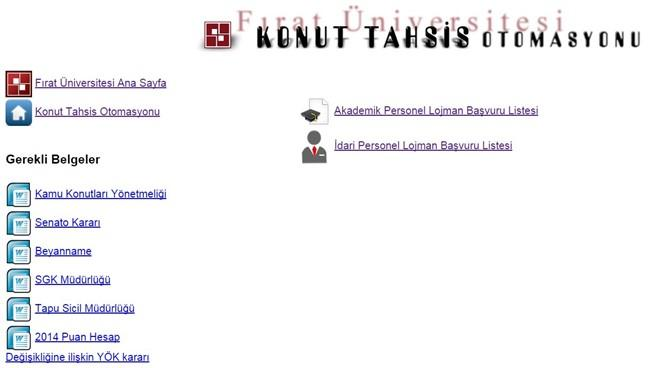 Fırat Üniversitesi
KONUT TAHSİS OTOMASYONU
Fırat Üniversitesi Ana Sayfa
Konut Tahsis Otomasyonu
Akademik Personel Lojman Başvuru Listesi
İdari Personel Lojman Başvuru Listesi
Gerekli Belgeler
Kamu Konutları Yönetmeliği
Senato Kararı
Beyanname
SGK Müdürlüğü
Tapu Sicil Müdürlüğü
2014 Puan Hesap
Değişikliğine ilişkin YÖK kararı